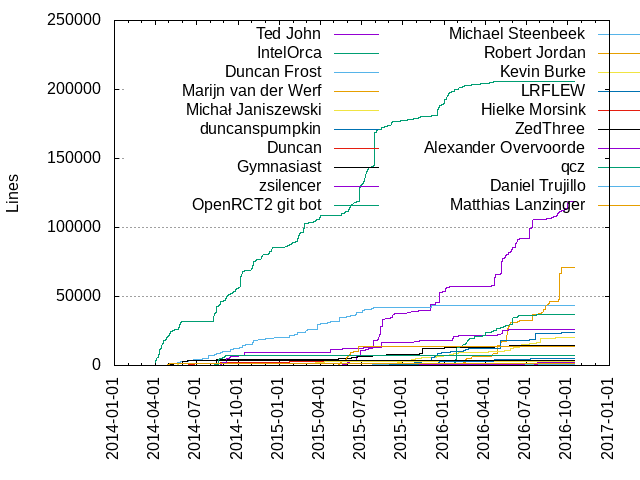 250000
200000
150000
100000
50000
0
Lines
Ted John
IntelOrca
Duncan Frost
Marijn van der Werf
Michał Janiszewski
duncanspumpkin
Duncan
Gymnasiast
zsilencer
OpenRCT2 git bot
Michael Steenbeek
Robert Jordan
Kevin Burke
LRFLEW
Hielke Morsink
ZedThree
Alexander Overvoorde
qcz
Daniel Trujillo
Matthias Lanzinger
2014-01-01
2014-04-01
2014-07-01
2014-10-01
2015-01-01
2015-04-01
2015-07-01
2015-10-01
2016-01-01
2016-04-01
2016-07-01
2016-10-01
2017-01-01